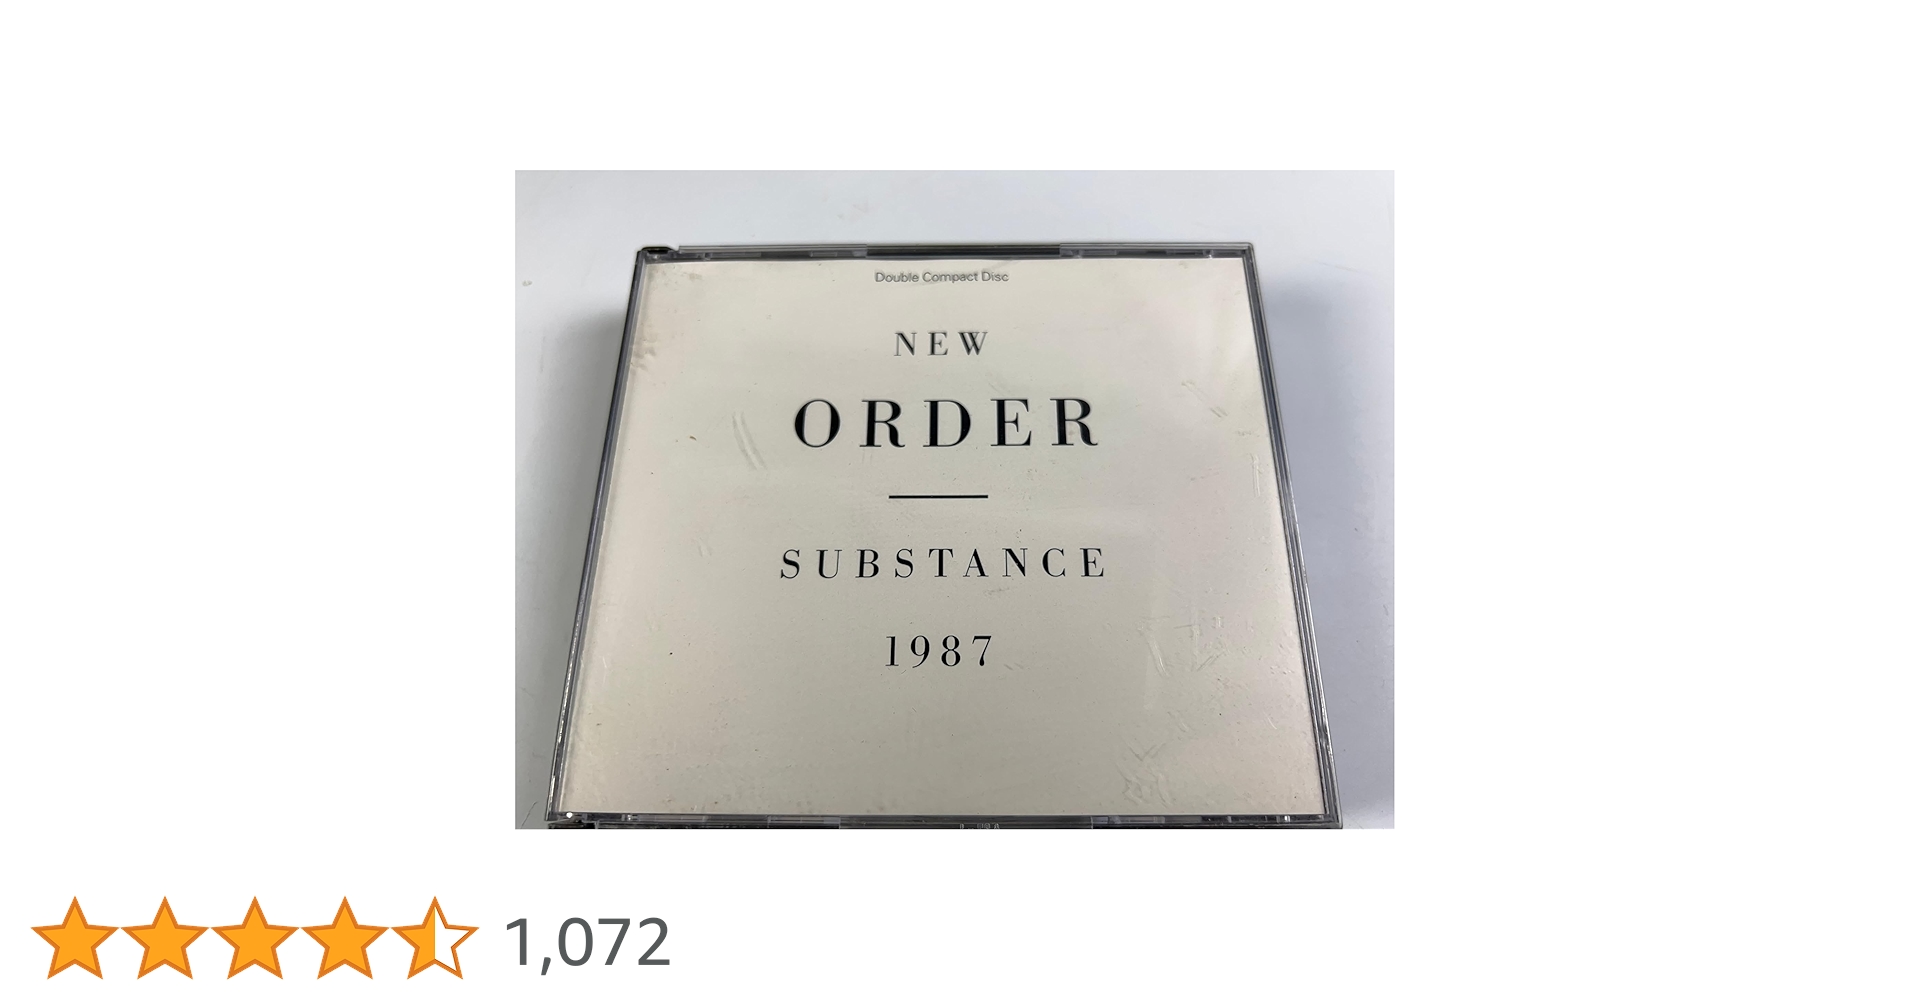 Double Compact Disc
NEW
ORDER
SUBSTANCE
1987
1,072